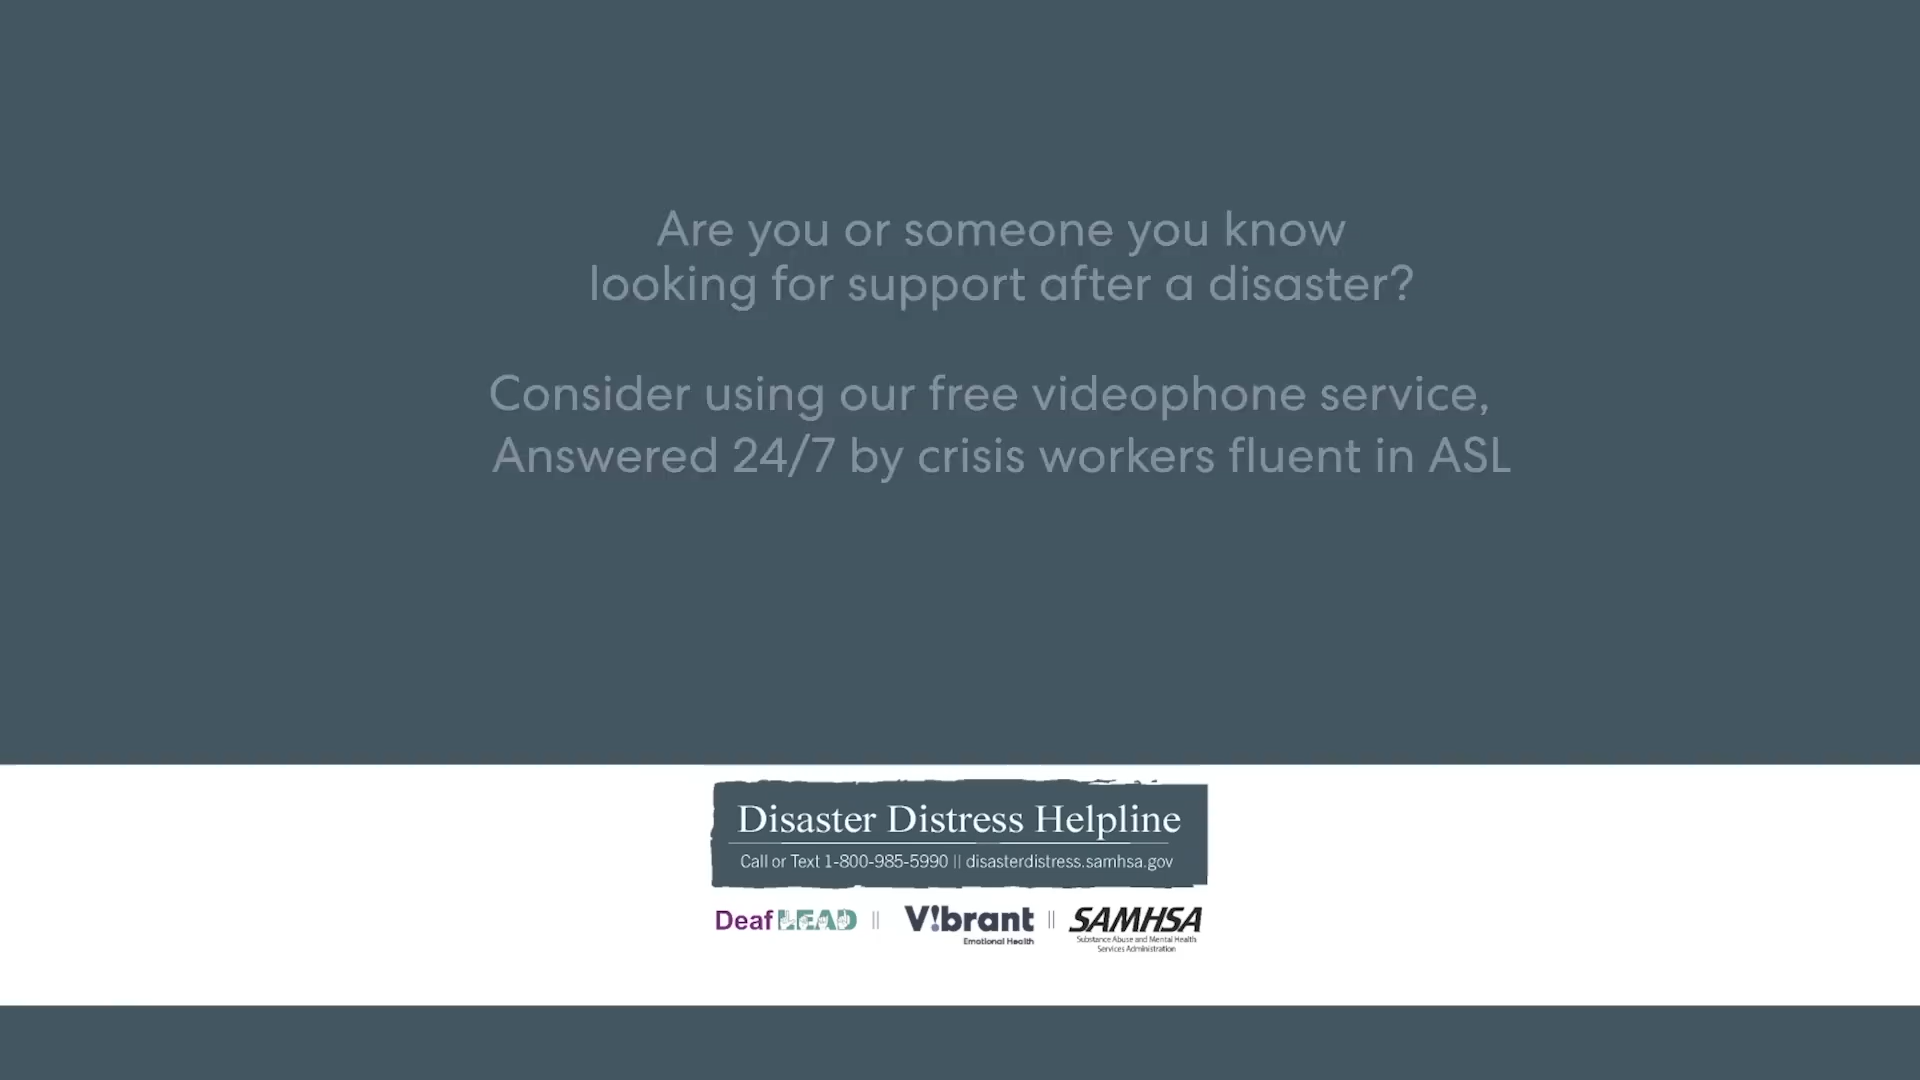 Are you or someone you know
looking for support after a disaster?
Consider using our free videophone service,
Answered 24/7 by crisis workers fluent in ASL
Disaster Distress Helpline
Call or Text 1-800-985-5990 || disasterdistress.samhsa.gov
Deaf LEAD || V!brant || SAMHSA
Emotional Health
Substance Abuse and Mental Health
Services Administration